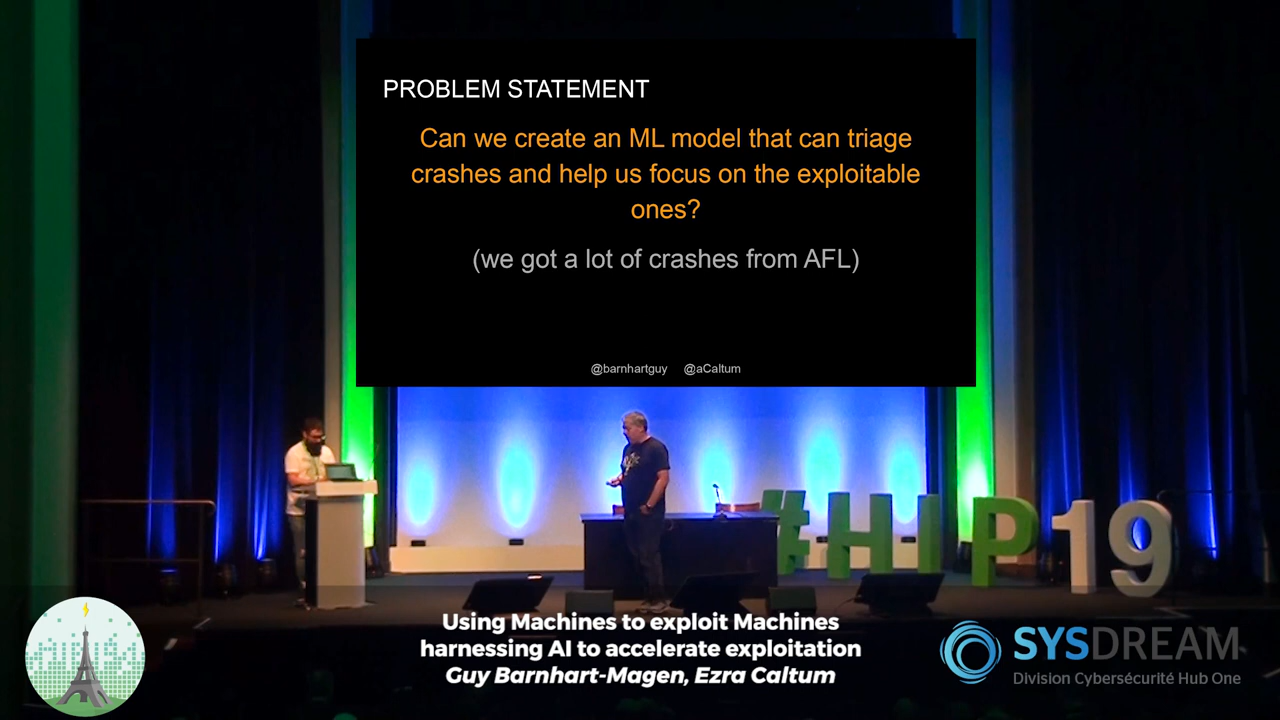 PROBLEM STATEMENT
Can we create an ML model that can triage
crashes and help us focus on the exploitable
ones?
(we got a lot of crashes from AFL)
@barnhartguy @aCaltum
#HIP19
Using Machines to exploit Machines
harnessing AI to accelerate exploitation
Guy Barnhart-Magen, Ezra Caltum
SYSDREAM
Division Cybersécurité Hub One